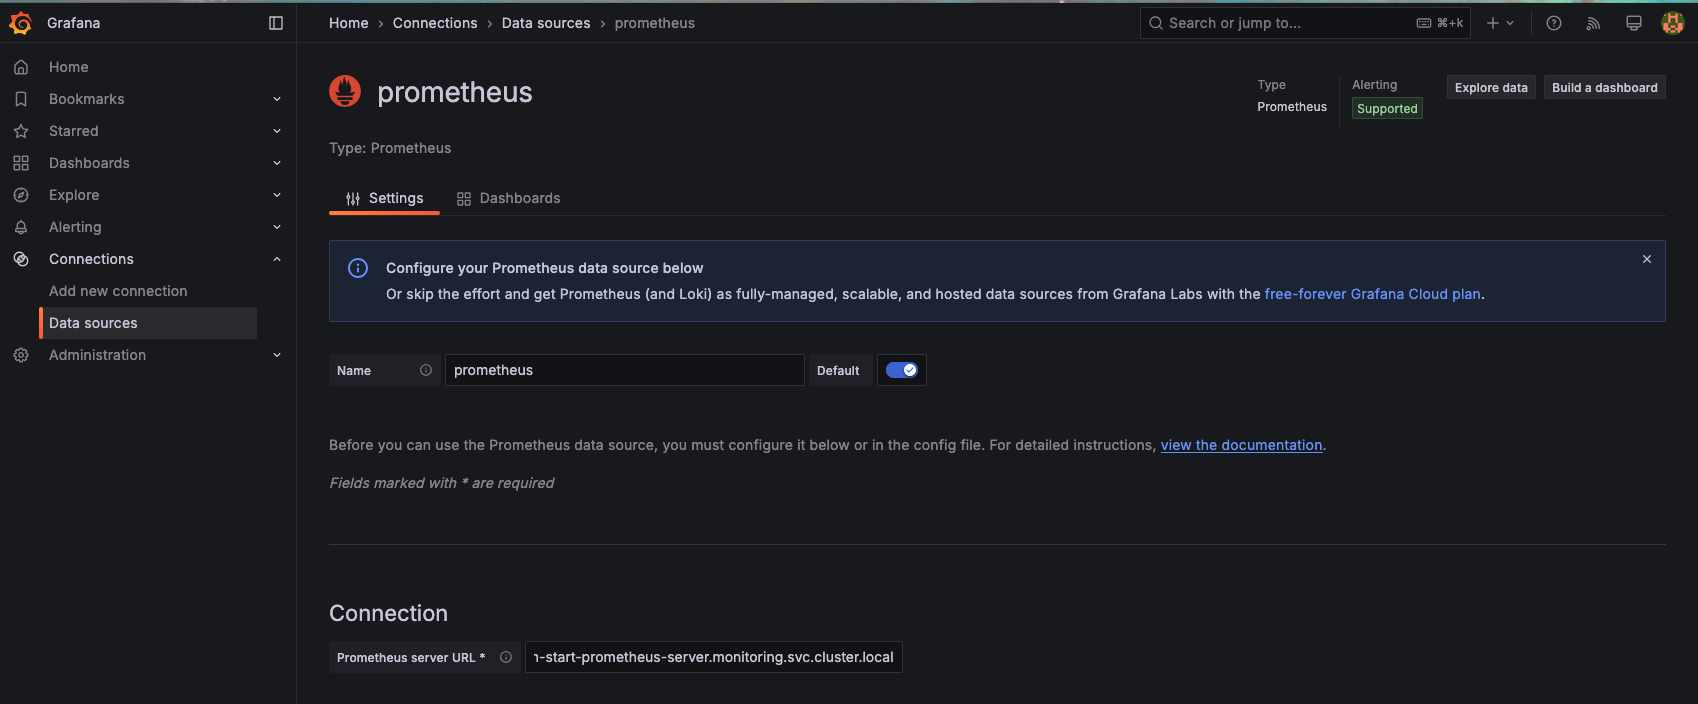 Grafana
Home
Bookmarks
Starred
Dashboards
Explore
Alerting
Connections
Add new connection
Data sources
Administration
Home › Connections › Data sources › prometheus
Search or jump to... ⌘+k
prometheus
Type
Prometheus
Alerting
Supported
Explore data
Build a dashboard
Type: Prometheus
Settings
Dashboards
Configure your Prometheus data source below
Or skip the effort and get Prometheus (and Loki) as fully-managed, scalable, and hosted data sources from Grafana Labs with the free-forever Grafana Cloud plan.
Name
prometheus
Default
Before you can use the Prometheus data source, you must configure it below or in the config file. For detailed instructions, view the documentation.
Fields marked with * are required
Connection
Prometheus server URL *
-start-prometheus-server.monitoring.svc.cluster.local